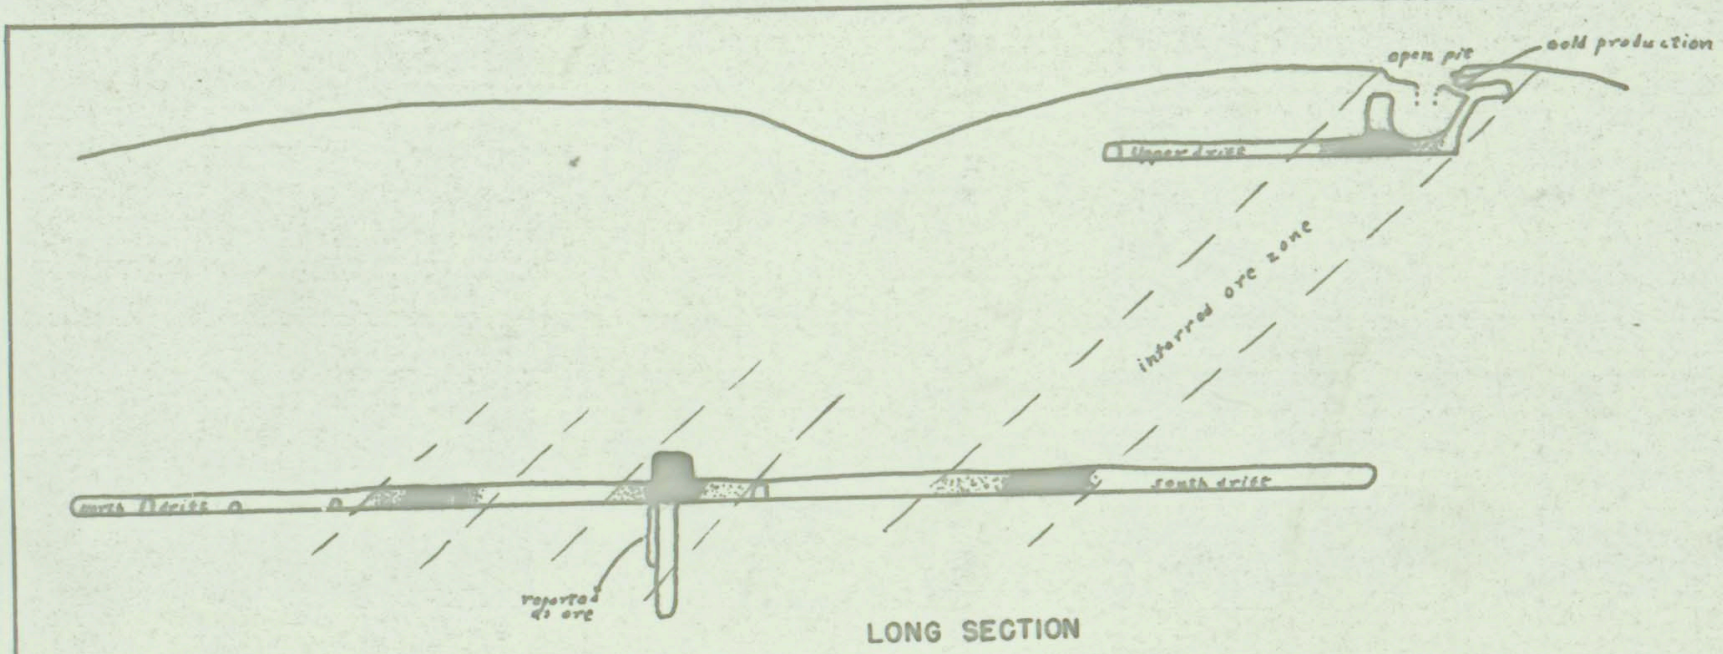 open pit
gold production
Upper drift
inferred ore zone
north drift
south drift
reported
as ore
LONG SECTION